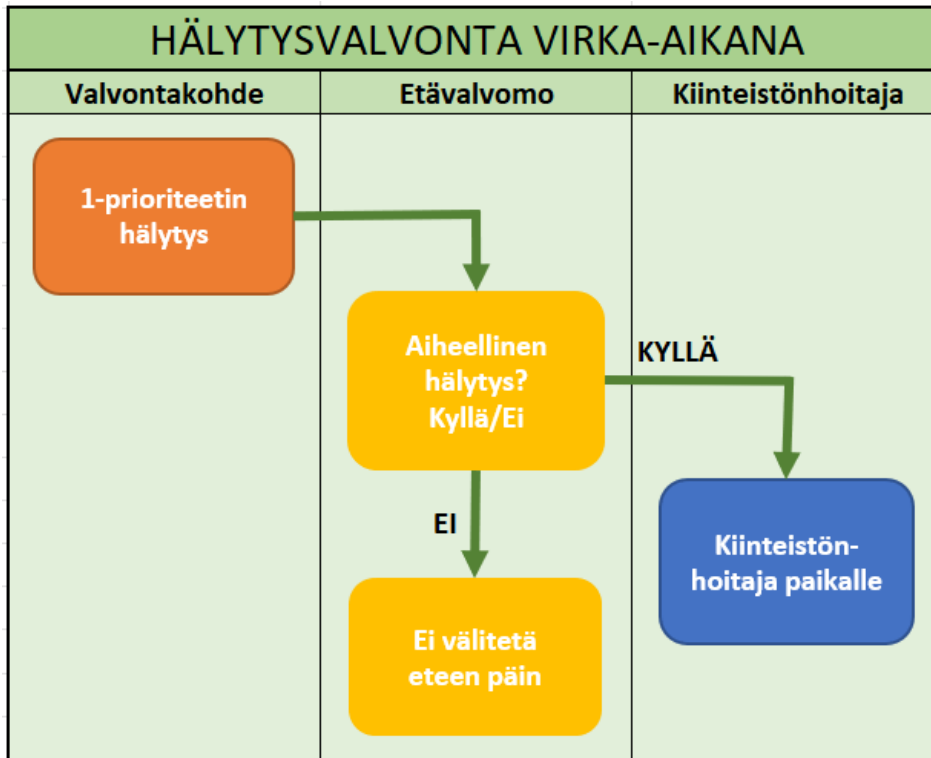 HÄLYTYSVALVONTA VIRKA-AIKANA
Valvontakohde
Etävalvomo
Kiinteistönhoitaja
1-prioriteetin
hälytys
Aiheellinen
hälytys?
Kyllä/Ei
KYLLÄ
EI
Kiinteistön-
hoitaja paikalle
Ei välitetä
eteen päin